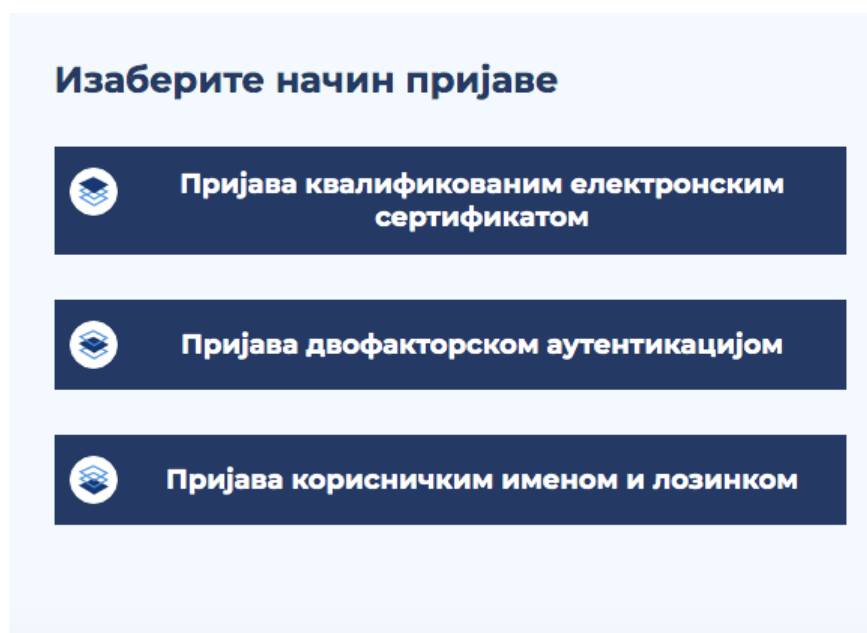 Изаберите начин пријаве
Пријава квалификованим електронским
сертификатом
Пријава двофакторском аутентикацијом
Пријава корисничким именом и лозинком